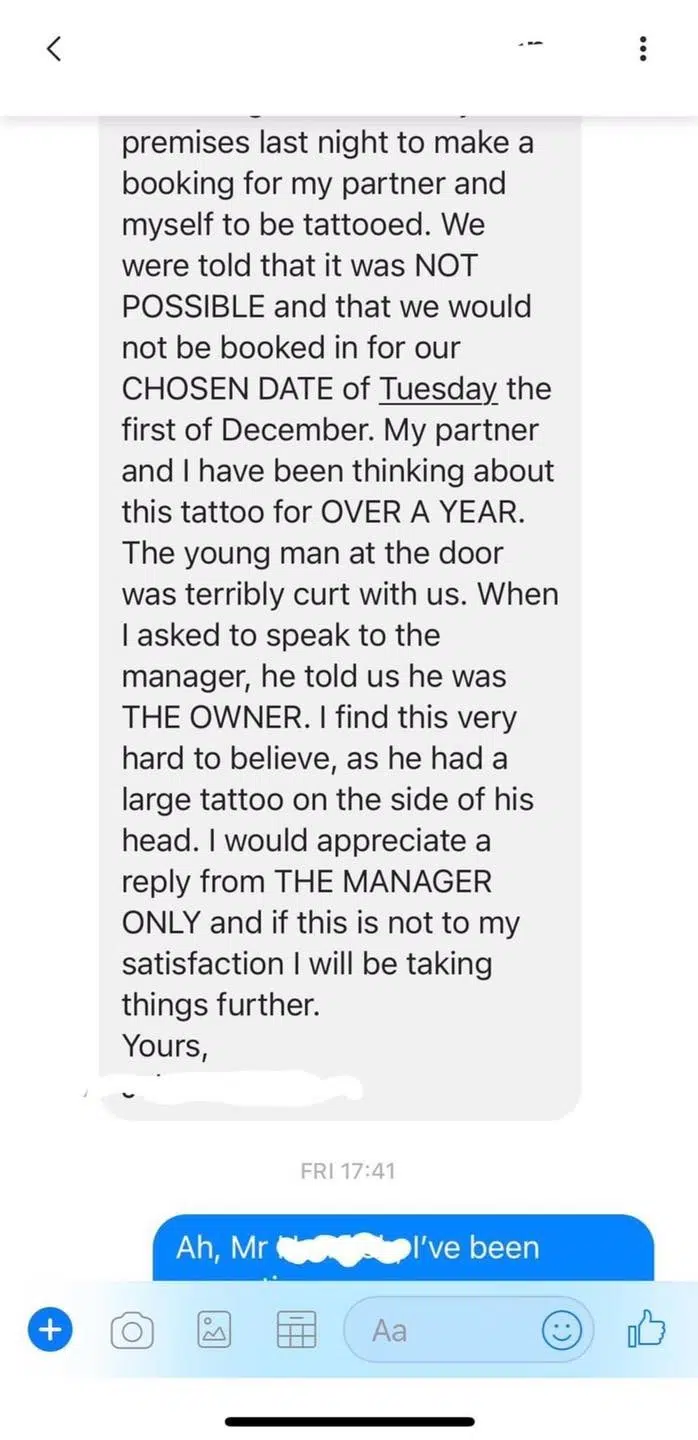 premises last night to make a
booking for my partner and
myself to be tattooed. We
were told that it was NOT
POSSIBLE and that we would
not be booked in for our
CHOSEN DATE of Tuesday the
first of December. My partner
and I have been thinking about
this tattoo for OVER A YEAR.
The young man at the door
was terribly curt with us. When
I asked to speak to the
manager, he told us he was
THE OWNER. I find this very
hard to believe, as he had a
large tattoo on the side of his
head. I would appreciate a
reply from THE MANAGER
ONLY and if this is not to my
satisfaction I will be taking
things further.
Yours,
FRI 17:41
Ah, Mr I've been
Aa